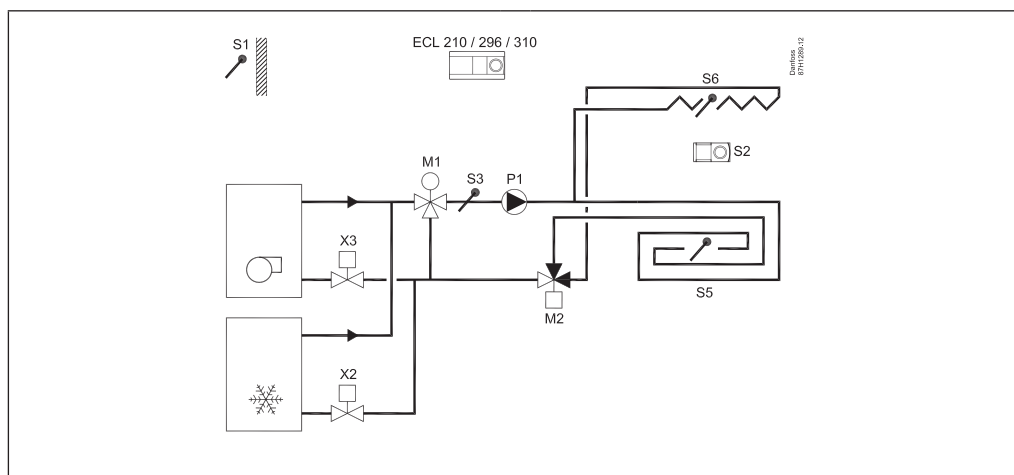 S1
ECL 210 / 296 / 310
Danfoss
87H1289.12
S6
S2
M1
S3
P1
X3
S5
M2
X2